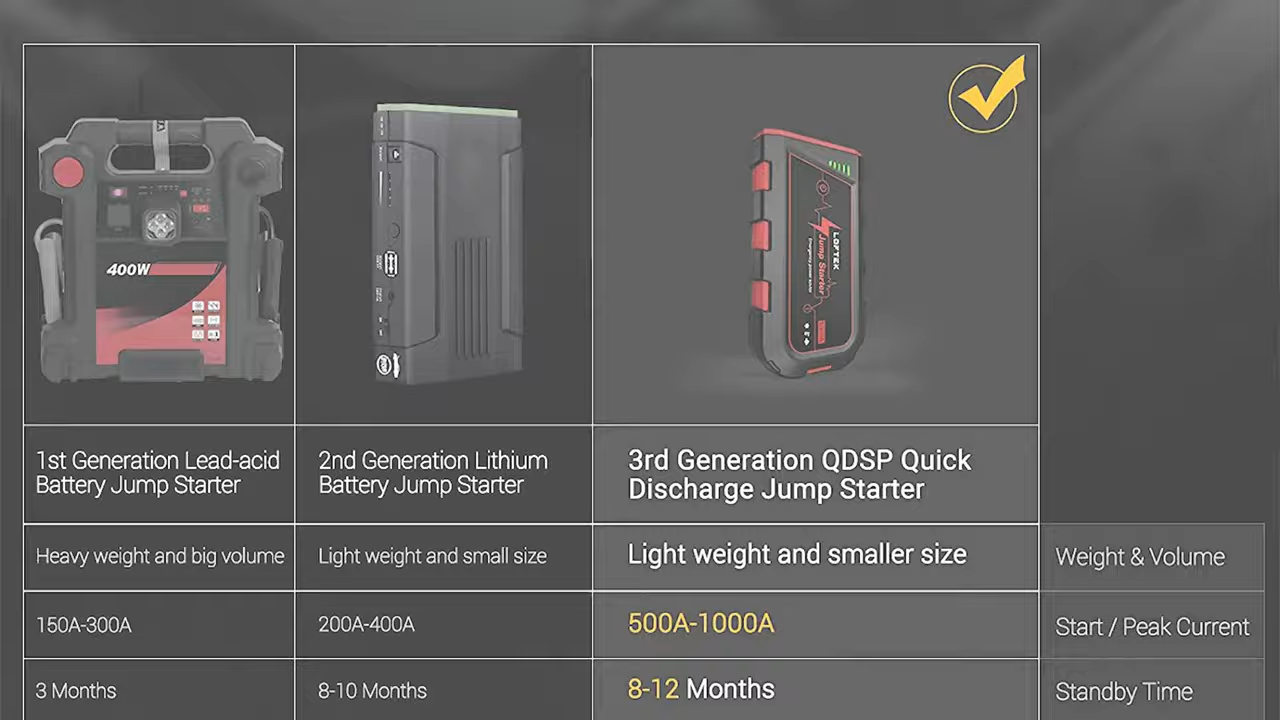 400W
LOFTEK
Jump Starter
1st Generation Lead-acid
Battery Jump Starter
2nd Generation Lithium
Battery Jump Starter
3rd Generation QDSP Quick
Discharge Jump Starter
Heavy weight and big volume
Light weight and small size
Light weight and smaller size
Weight & Volume
150A-300A
200A-400A
500A-1000A
Start / Peak Current
3 Months
8-10 Months
8-12 Months
Standby Time